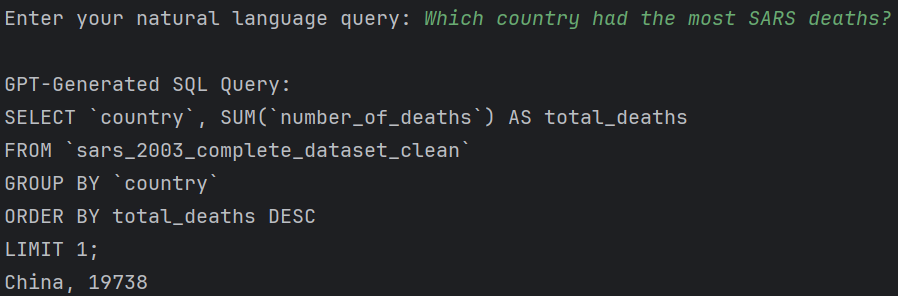 Enter your natural language query: Which country had the most SARS deaths?
GPT-Generated SQL Query:
SELECT `country`, SUM(`number_of_deaths`) AS total_deaths
FROM `sars_2003_complete_dataset_clean`
GROUP BY `country`
ORDER BY total_deaths DESC
LIMIT 1;
China, 19738